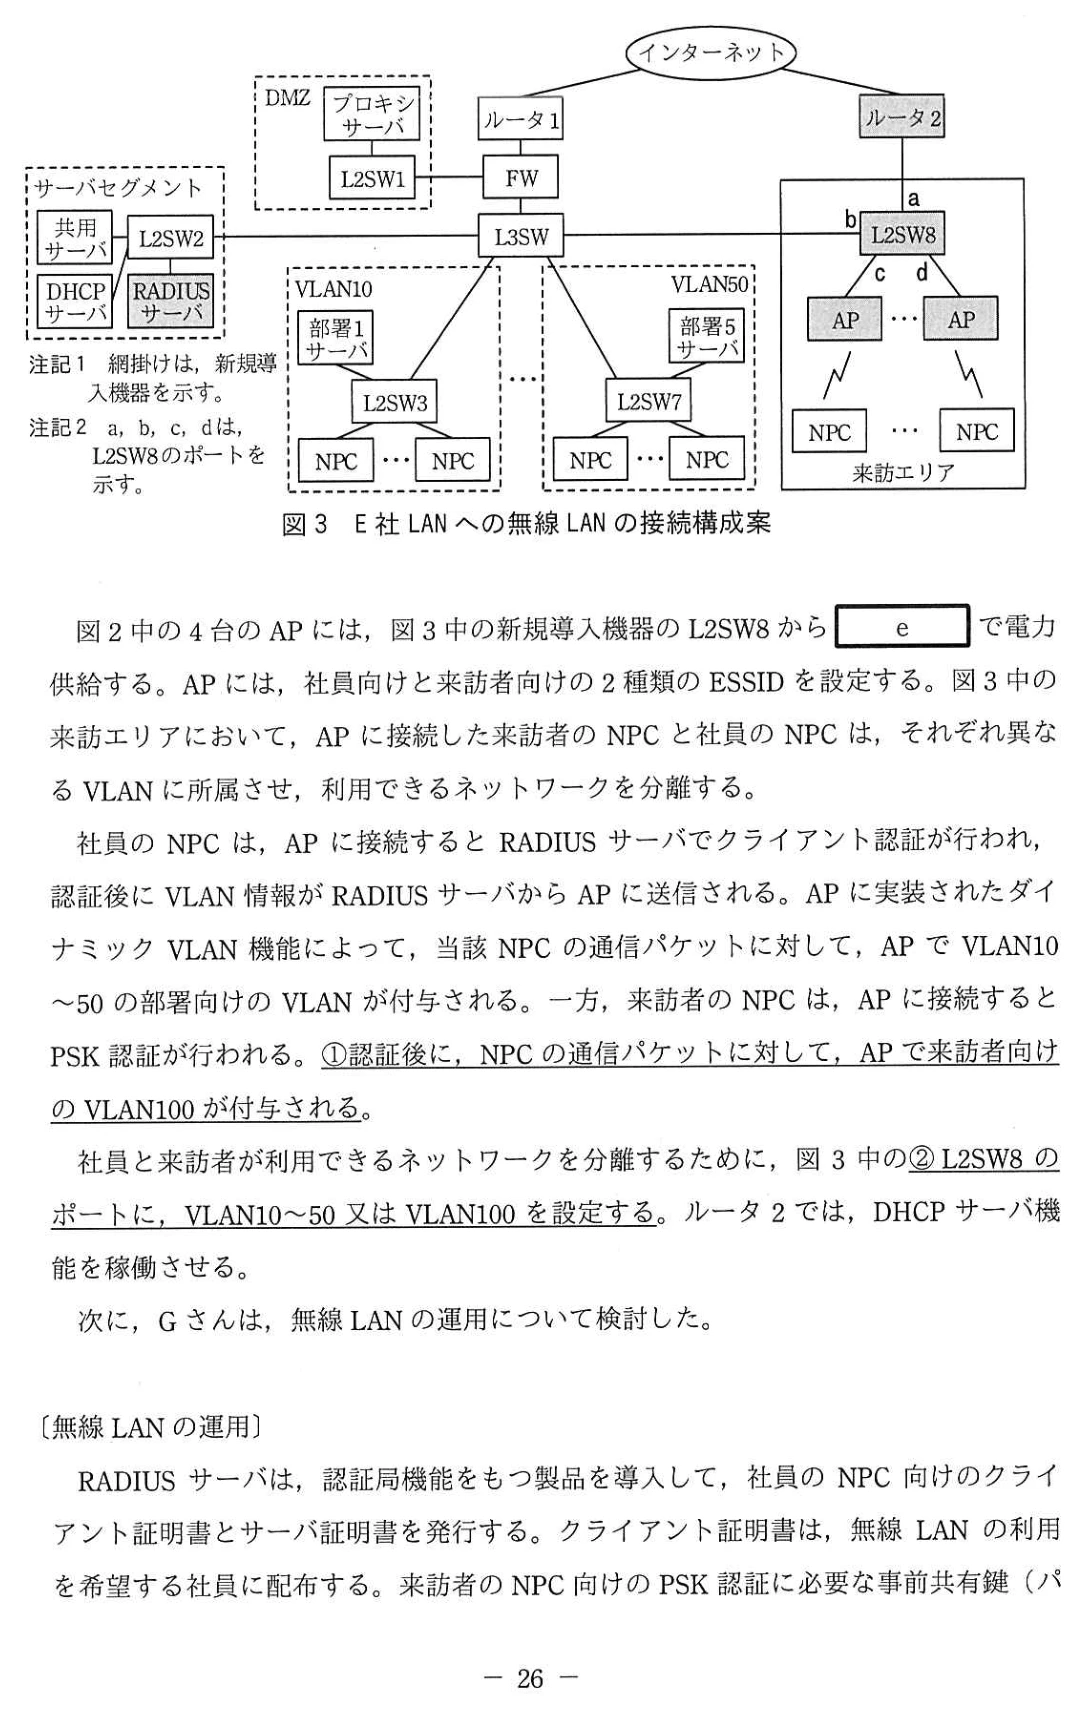 インターネット
DMZ
プロキシ
サーバ
ルータ1
ルータ2
L2SW1
FW
サーバセグメント
共用
サーバ
L2SW2
L3SW
a
b
L2SW8
c
d
DHCP
サーバ
RADIUS
サーバ
VLAN10
部署1
サーバ
VLAN50
部署5
サーバ
AP
…
AP
注記1 網掛けは,新規導
入機器を示す。
注記2 a,b,c,dは,
L2SW8のポートを
示す。
L2SW3
…
L2SW7
NPC
…
NPC
NPC
…
NPC
NPC
…
NPC
来訪エリア
図3 E社LANへの無線LANの接続構成案
図2中の4台のAPには,図3中の新規導入機器のL2SW8から e で電力
供給する。APには,社員向けと来訪者向けの2種類のESSIDを設定する。図3中の
来訪エリアにおいて,APに接続した来訪者のNPCと社員のNPCは,それぞれ異な
るVLANに所属させ,利用できるネットワークを分離する。
社員のNPCは,APに接続するとRADIUSサーバでクライアント認証が行われ,
認証後にVLAN情報がRADIUSサーバからAPに送信される。APに実装されたダイ
ナミックVLAN機能によって,当該NPCの通信パケットに対して,APでVLAN10
～50の部署向けのVLANが付与される。一方,来訪者のNPCは,APに接続すると
PSK認証が行われる。①認証後に,NPCの通信パケットに対して,APで来訪者向け
のVLAN100が付与される。
社員と来訪者が利用できるネットワークを分離するために,図3中の②L2SW8の
ポートに,VLAN10～50又はVLAN100を設定する。ルータ2では,DHCPサーバ機
能を稼働させる。
次に,Gさんは,無線LANの運用について検討した。
〔無線LANの運用〕
RADIUSサーバは,認証局機能をもつ製品を導入して,社員のNPC向けのクライ
アント証明書とサーバ証明書を発行する。クライアント証明書は,無線LANの利用
を希望する社員に配布する。来訪者のNPC向けのPSK認証に必要な事前共有鍵(パ
－ 26 －